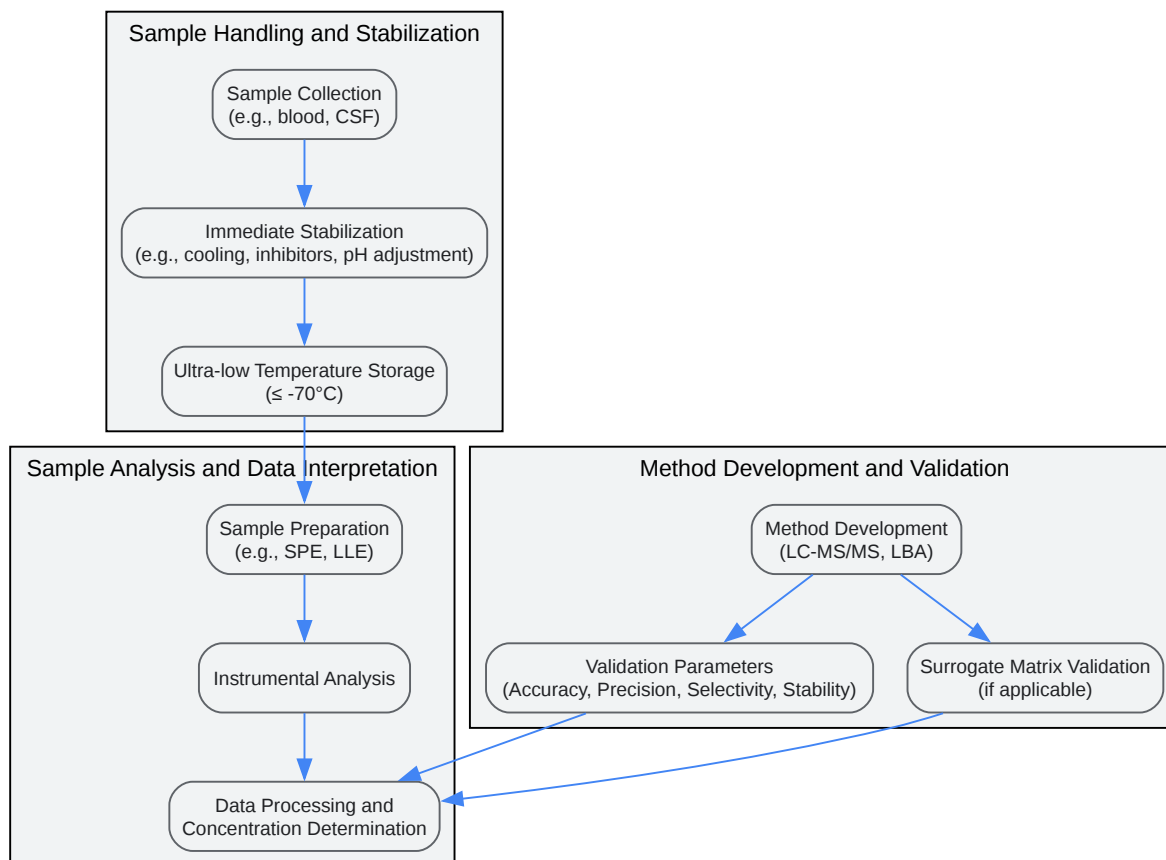 Sample Handling and Stabilization
Sample Collection
(e.g., blood, CSF)
Immediate Stabilization
(e.g., cooling, inhibitors, pH adjustment)
Ultra-low Temperature Storage
(≤ -70°C)
Sample Analysis and Data Interpretation
Sample Preparation
(e.g., SPE, LLE)
Instrumental Analysis
Data Processing and
Concentration Determination
Method Development and Validation
Method Development
(LC-MS/MS, LBA)
Validation Parameters
(Accuracy, Precision, Selectivity, Stability)
Surrogate Matrix Validation
(if applicable)